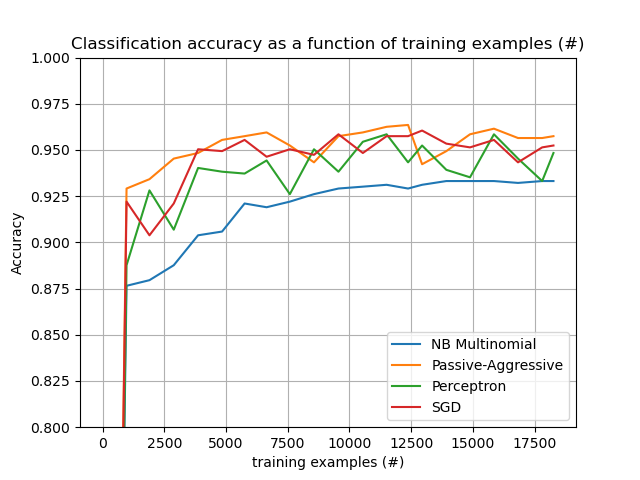 Classification accuracy as a function of training examples (#)
1.000
0.975
0.950
0.925
0.900
0.875
0.850
0.825
0.800
Accuracy
NB Multinomial
Passive-Aggressive
Perceptron
SGD
0 2500 5000 7500 10000 12500 15000 17500
training examples (#)